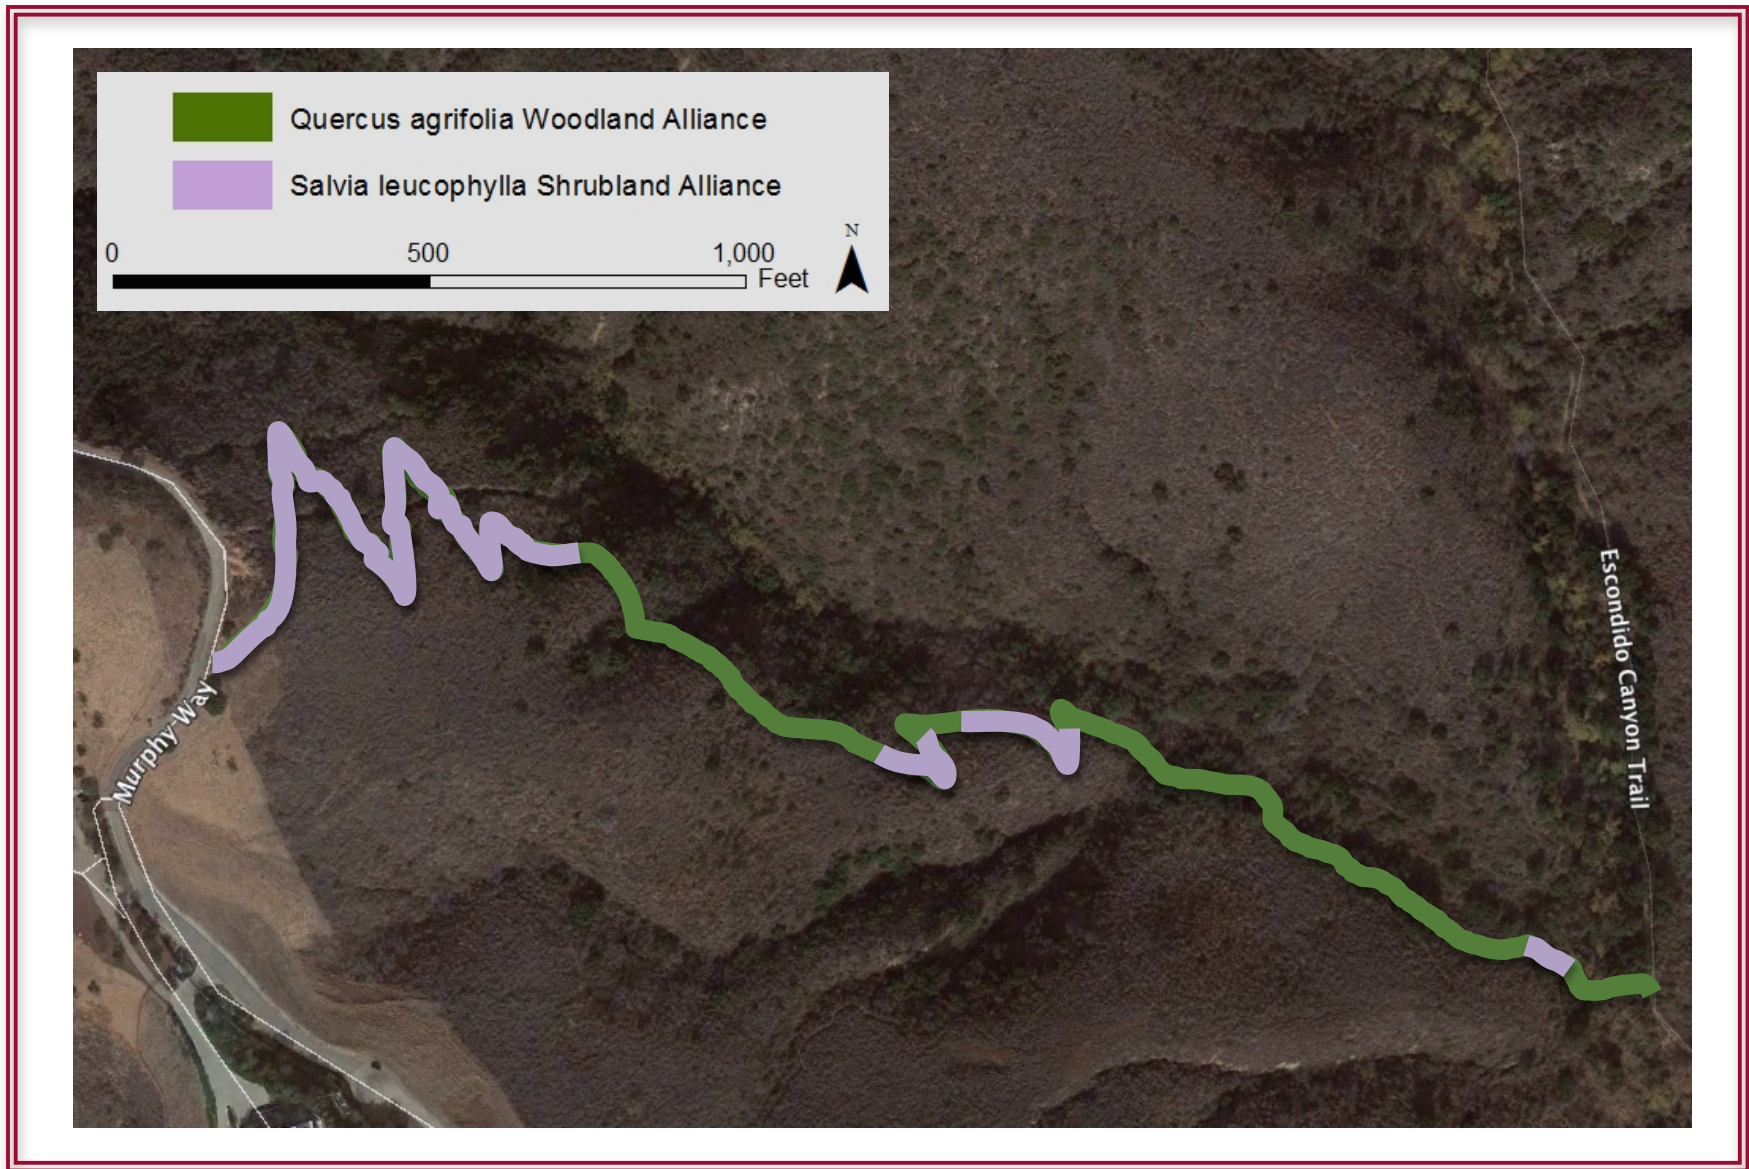 Quercus agrifolia Woodland Alliance
Salvia leucophylla Shrubland Alliance
N
0 500 1,000
Feet
Murphy Way
Escondido Canyon Trail